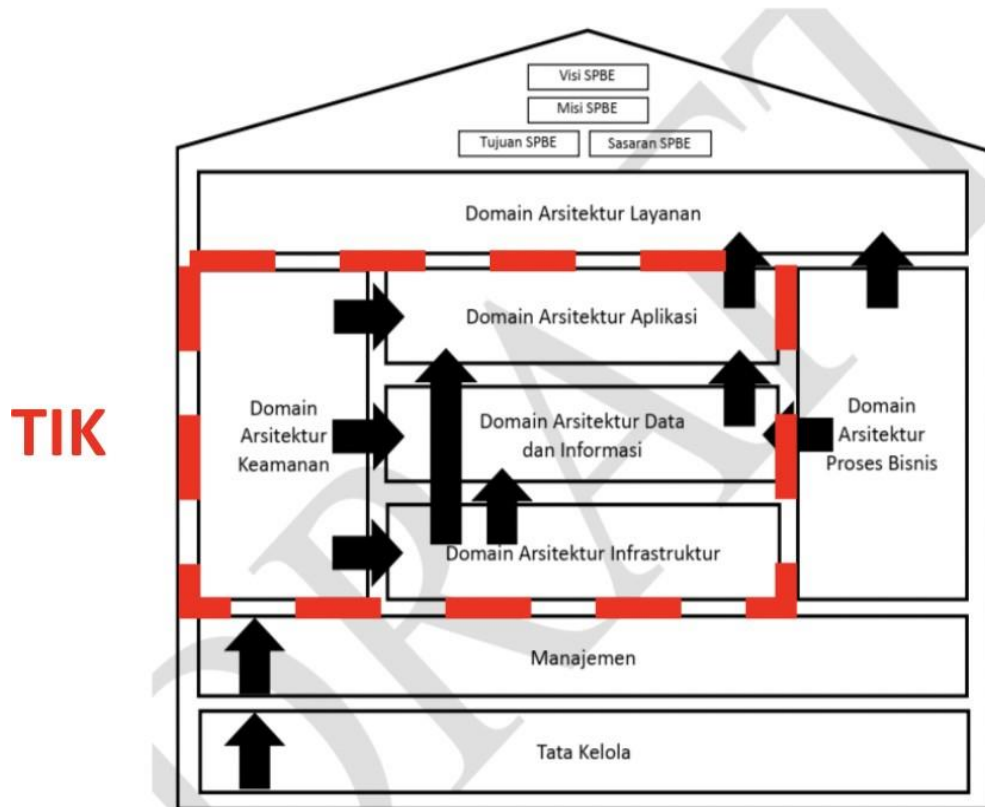 Visi SPBE
Misi SPBE
Tujuan SPBE
Sasaran SPBE
Domain Arsitektur Layanan
TIK
Domain
Arsitektur
Keamanan
Domain Arsitektur Aplikasi
Domain Arsitektur Data
dan Informasi
Domain Arsitektur Infrastruktur
Domain
Arsitektur
Proses Bisnis
Manajemen
Tata Kelola
DRAFT